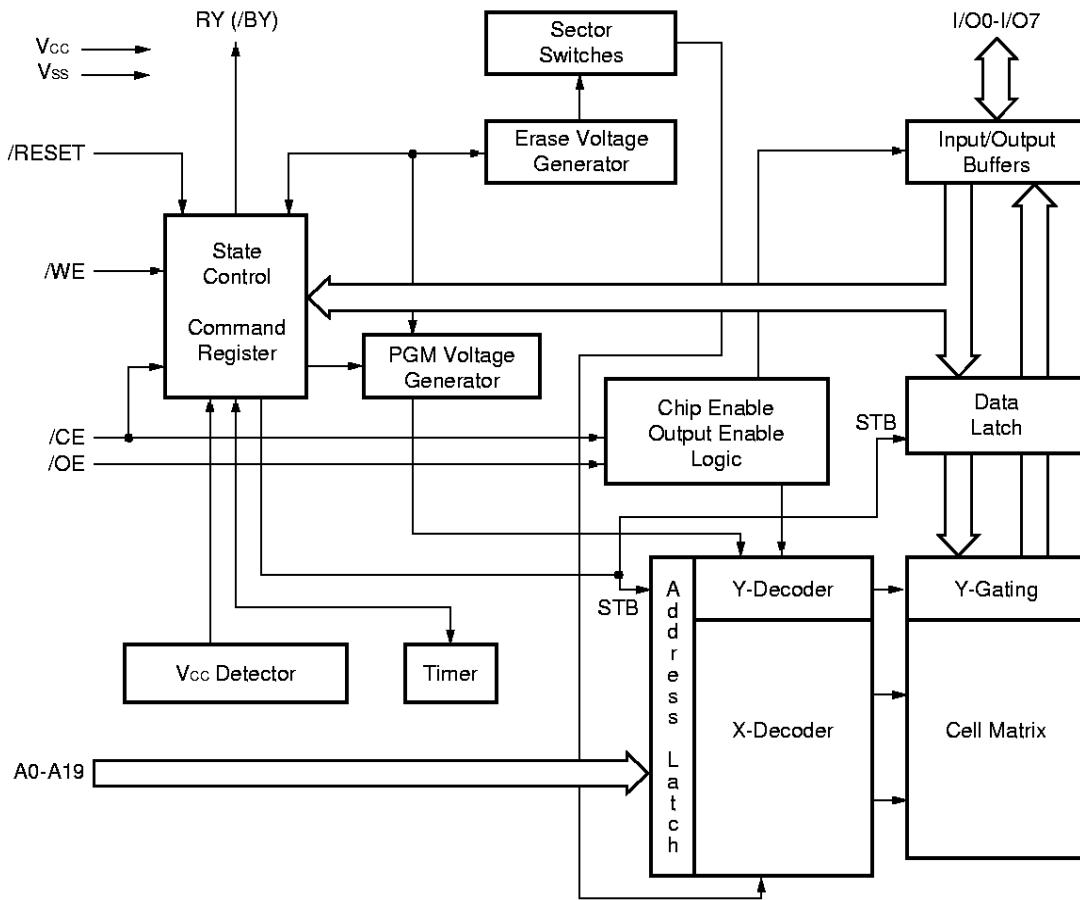 RY (/BY)
Sector
Switches
I/O0-I/O7
VCC
VSS
Erase Voltage
Generator
Input/Output
Buffers
/RESET
State
Control
Command
Register
/WE
PGM Voltage
Generator
Chip Enable
Output Enable
Logic
STB
Data
Latch
/CE
/OE
STB
Address Latch
Y-Decoder
Y-Gating
VCC Detector
Timer
X-Decoder
Cell Matrix
A0-A19